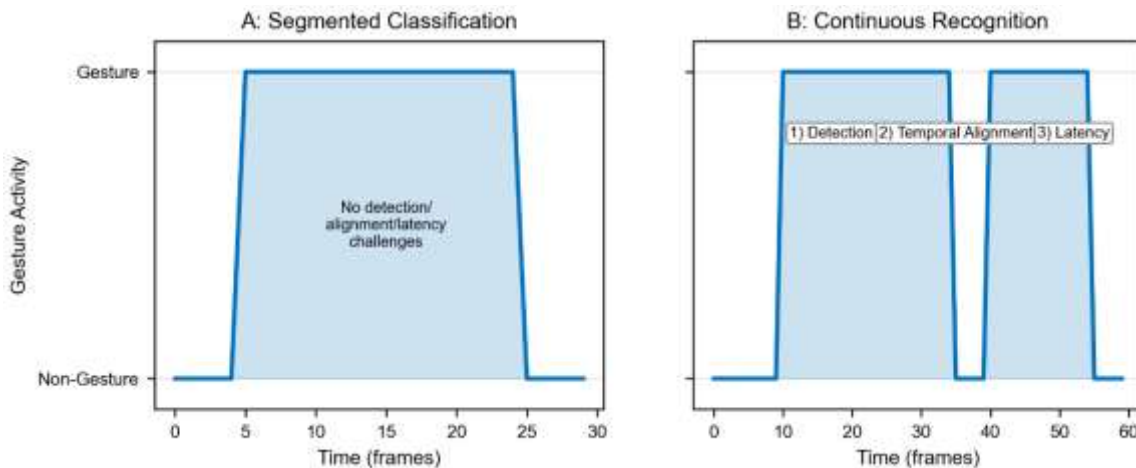 A: Segmented Classification
Gesture
Gesture Activity
No detection/
alignment/latency
challenges
Non-Gesture
0 5 10 15 20 25 30
Time (frames)
B: Continuous Recognition
1) Detection 2) Temporal Alignment 3) Latency
0 10 20 30 40 50 60
Time (frames)